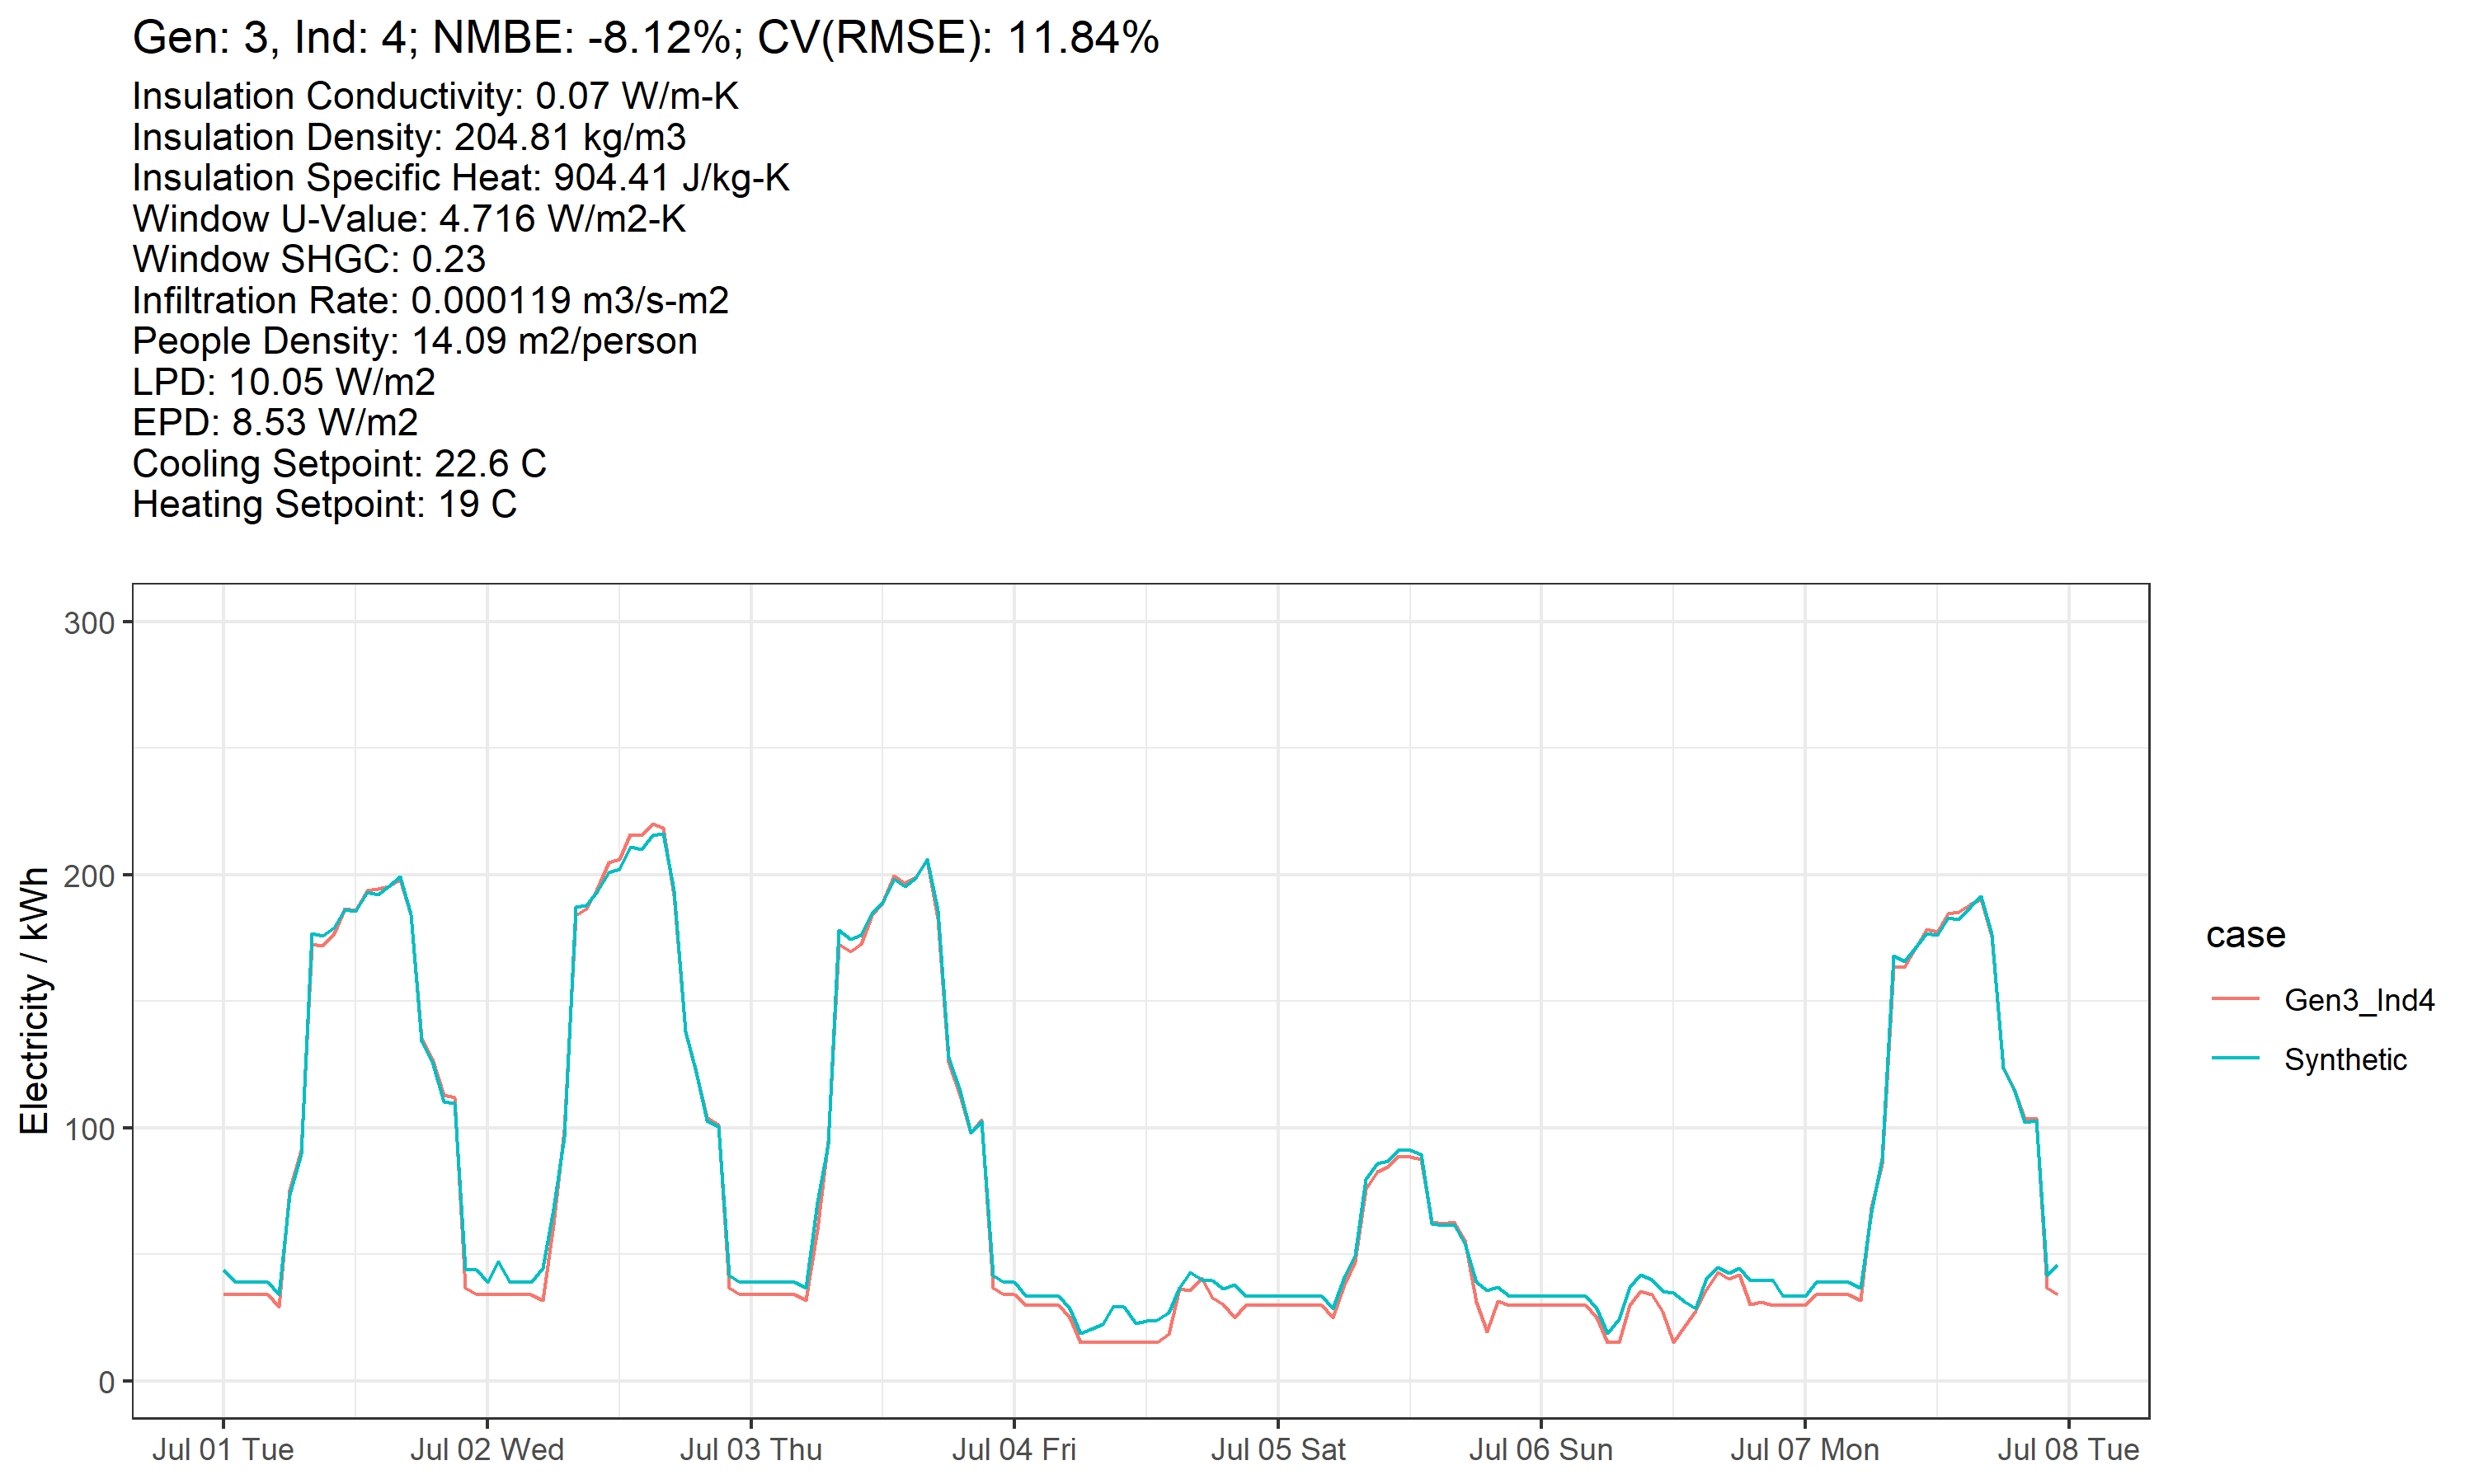 Gen: 3, Ind: 4; NMBE: -8.12%; CV(RMSE): 11.84%
Insulation Conductivity: 0.07 W/m-K
Insulation Density: 204.81 kg/m3
Insulation Specific Heat: 904.41 J/kg-K
Window U-Value: 4.716 W/m2-K
Window SHGC: 0.23
Infiltration Rate: 0.000119 m3/s-m2
People Density: 14.09 m2/person
LPD: 10.05 W/m2
EPD: 8.53 W/m2
Cooling Setpoint: 22.6 C
Heating Setpoint: 19 C
Electricity / kWh
300
200
100
0
Jul 01 Tue
Jul 02 Wed
Jul 03 Thu
Jul 04 Fri
Jul 05 Sat
Jul 06 Sun
Jul 07 Mon
Jul 08 Tue
case
Gen3_Ind4
Synthetic